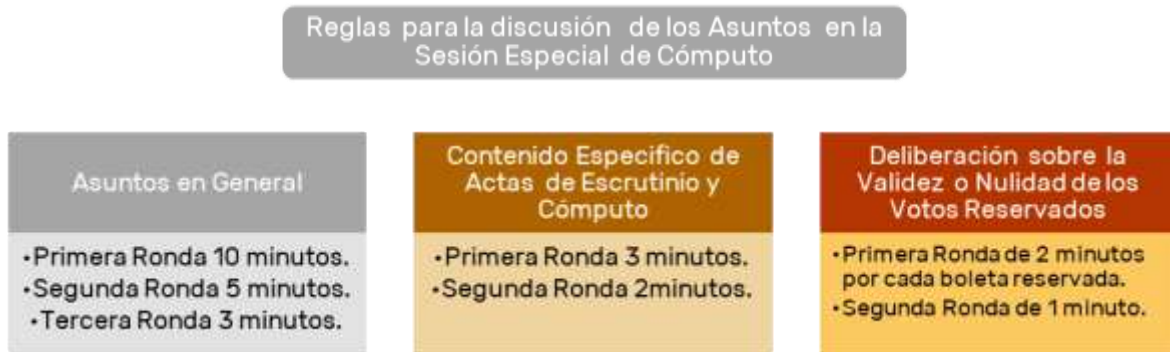 Reglas para la discusión de los Asuntos en la
Sesión Especial de Cómputo
Asuntos en General
•Primera Ronda 10 minutos.
•Segunda Ronda 5 minutos.
•Tercera Ronda 3 minutos.
Contenido Especifico de
Actas de Escrutinio y
Cómputo
•Primera Ronda 3 minutos.
•Segunda Ronda 2minutos.
Deliberación sobre la
Validez o Nulidad de los
Votos Reservados
•Primera Ronda de 2 minutos
por cada boleta reservada.
•Segunda Ronda de 1 minuto.